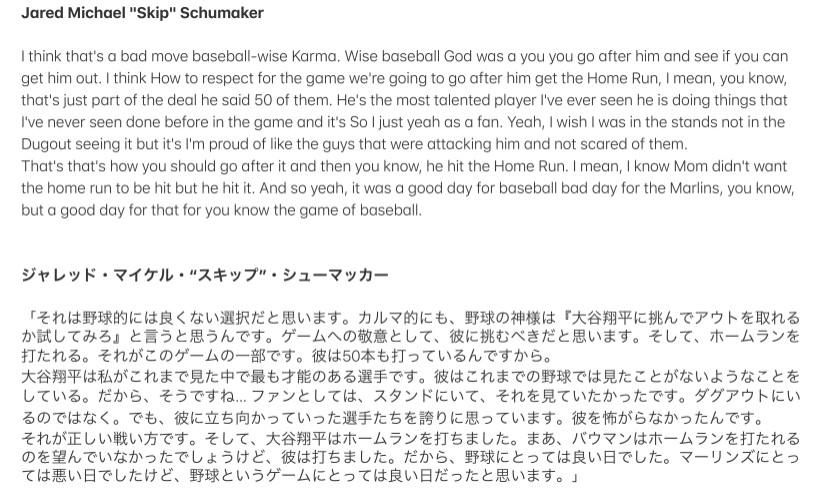 Jared Michael "Skip" Schumaker
I think that's a bad move baseball-wise Karma. Wise baseball God was a you you go after him and see if you can
get him out. I think How to respect for the game we're going to go after him get the Home Run, I mean, you know,
that's just part of the deal he said 50 of them. He's the most talented player I've ever seen he is doing things that
I've never seen done before in the game and it's So I just yeah as a fan. Yeah, I wish I was in the stands not in the
Dugout seeing it but it's I'm proud of like the guys that were attacking him and not scared of them.
That's that's how you should go after it and then you know, he hit the Home Run. I mean, I know Mom didn't want
the home run to be hit but he hit it. And so yeah, it was a good day for baseball bad day for the Marlins, you know,
but a good day for that for you know the game of baseball.
ジャレッド・マイケル・“スキップ”・シューマッカー
「それは野球的には良くない選択だと思います。カルマ的にも、野球の神様は『大谷翔平に挑んでアウトを取れる
か試してみろ』と言うと思うんです。ゲームへの敬意として、彼に挑むべきだと思います。そして、ホームランを
打たれる。それがこのゲームの一部です。彼は50本も打っているんですから。
大谷翔平は私がこれまで見た中で最も才能のある選手です。彼はこれまでの野球では見たことがないようなことを
している。だから、そうですね... ファンとしては、スタンドにいて、それを見ていたかったです。ダグアウトにい
るのではなく。でも、彼に立ち向かっていった選手たちを誇りに思っています。彼を怖がらなかったんです。
それが正しい戦い方です。そして、大谷翔平はホームランを打ちました。まあ、バウマンはホームランを打たれる
のを望んでいなかったでしょうけど、彼は打ちました。だから、野球にとっては良い日でした。マーリンズにとっ
ては悪い日でしたけど、野球というゲームにとっては良い日だったと思います。」